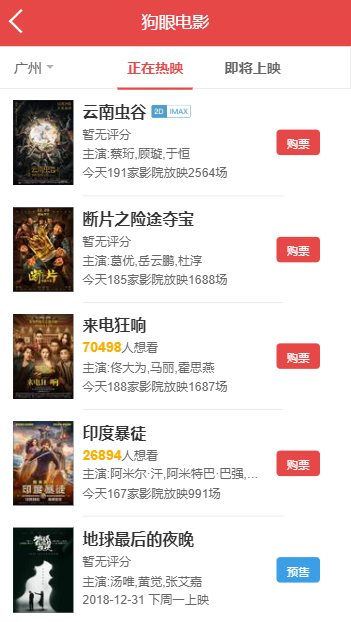 狗眼电影
广州 正在热映 即将上映
云南虫谷 2D IMAX
暂无评分
主演:蔡珩,顾璇,于恒
购票
今天191家影院放映2564场
断片之险途夺宝
暂无评分
购票
主演:葛优,岳云鹏,杜淳
今天185家影院放映1688场
断片
来电狂响
70498人想看
购票
主演:佟大为,马丽,霍思燕
今天188家影院放映1687场
来电狂响
印度暴徒
26894人想看
购票
主演:阿米尔·汗,阿米特巴·巴强,...
今天167家影院放映991场
印度暴徒
地球最后的夜晚
暂无评分
预售
主演:汤唯,黄觉,张艾嘉
2018-12-31 下周一上映